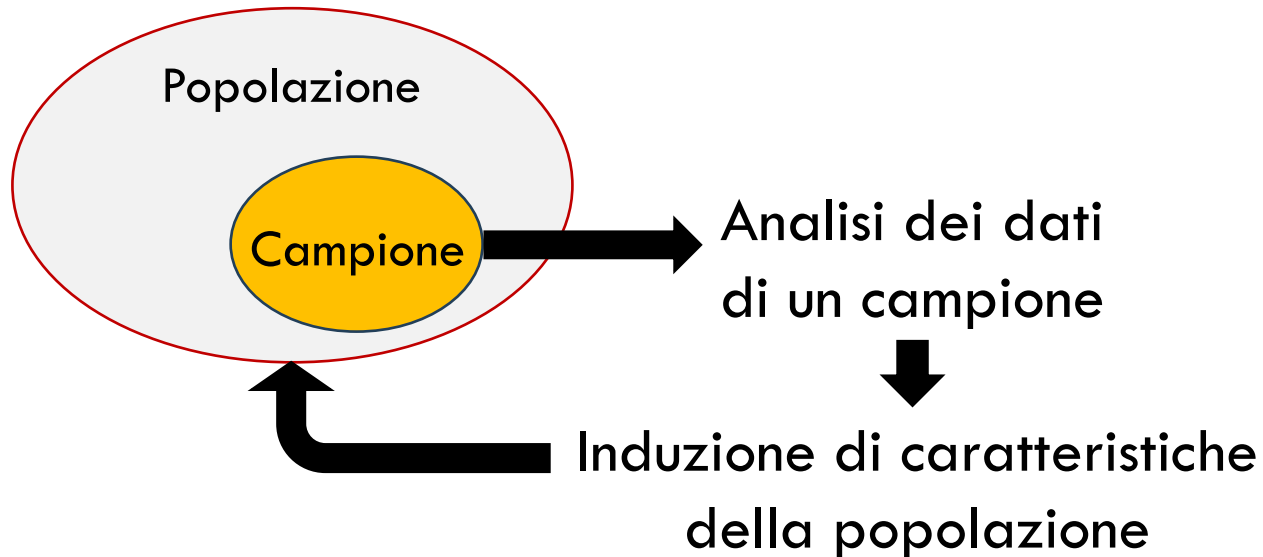 Popolazione
Campione
Analisi dei dati
di un campione
Induzione di caratteristiche
della popolazione